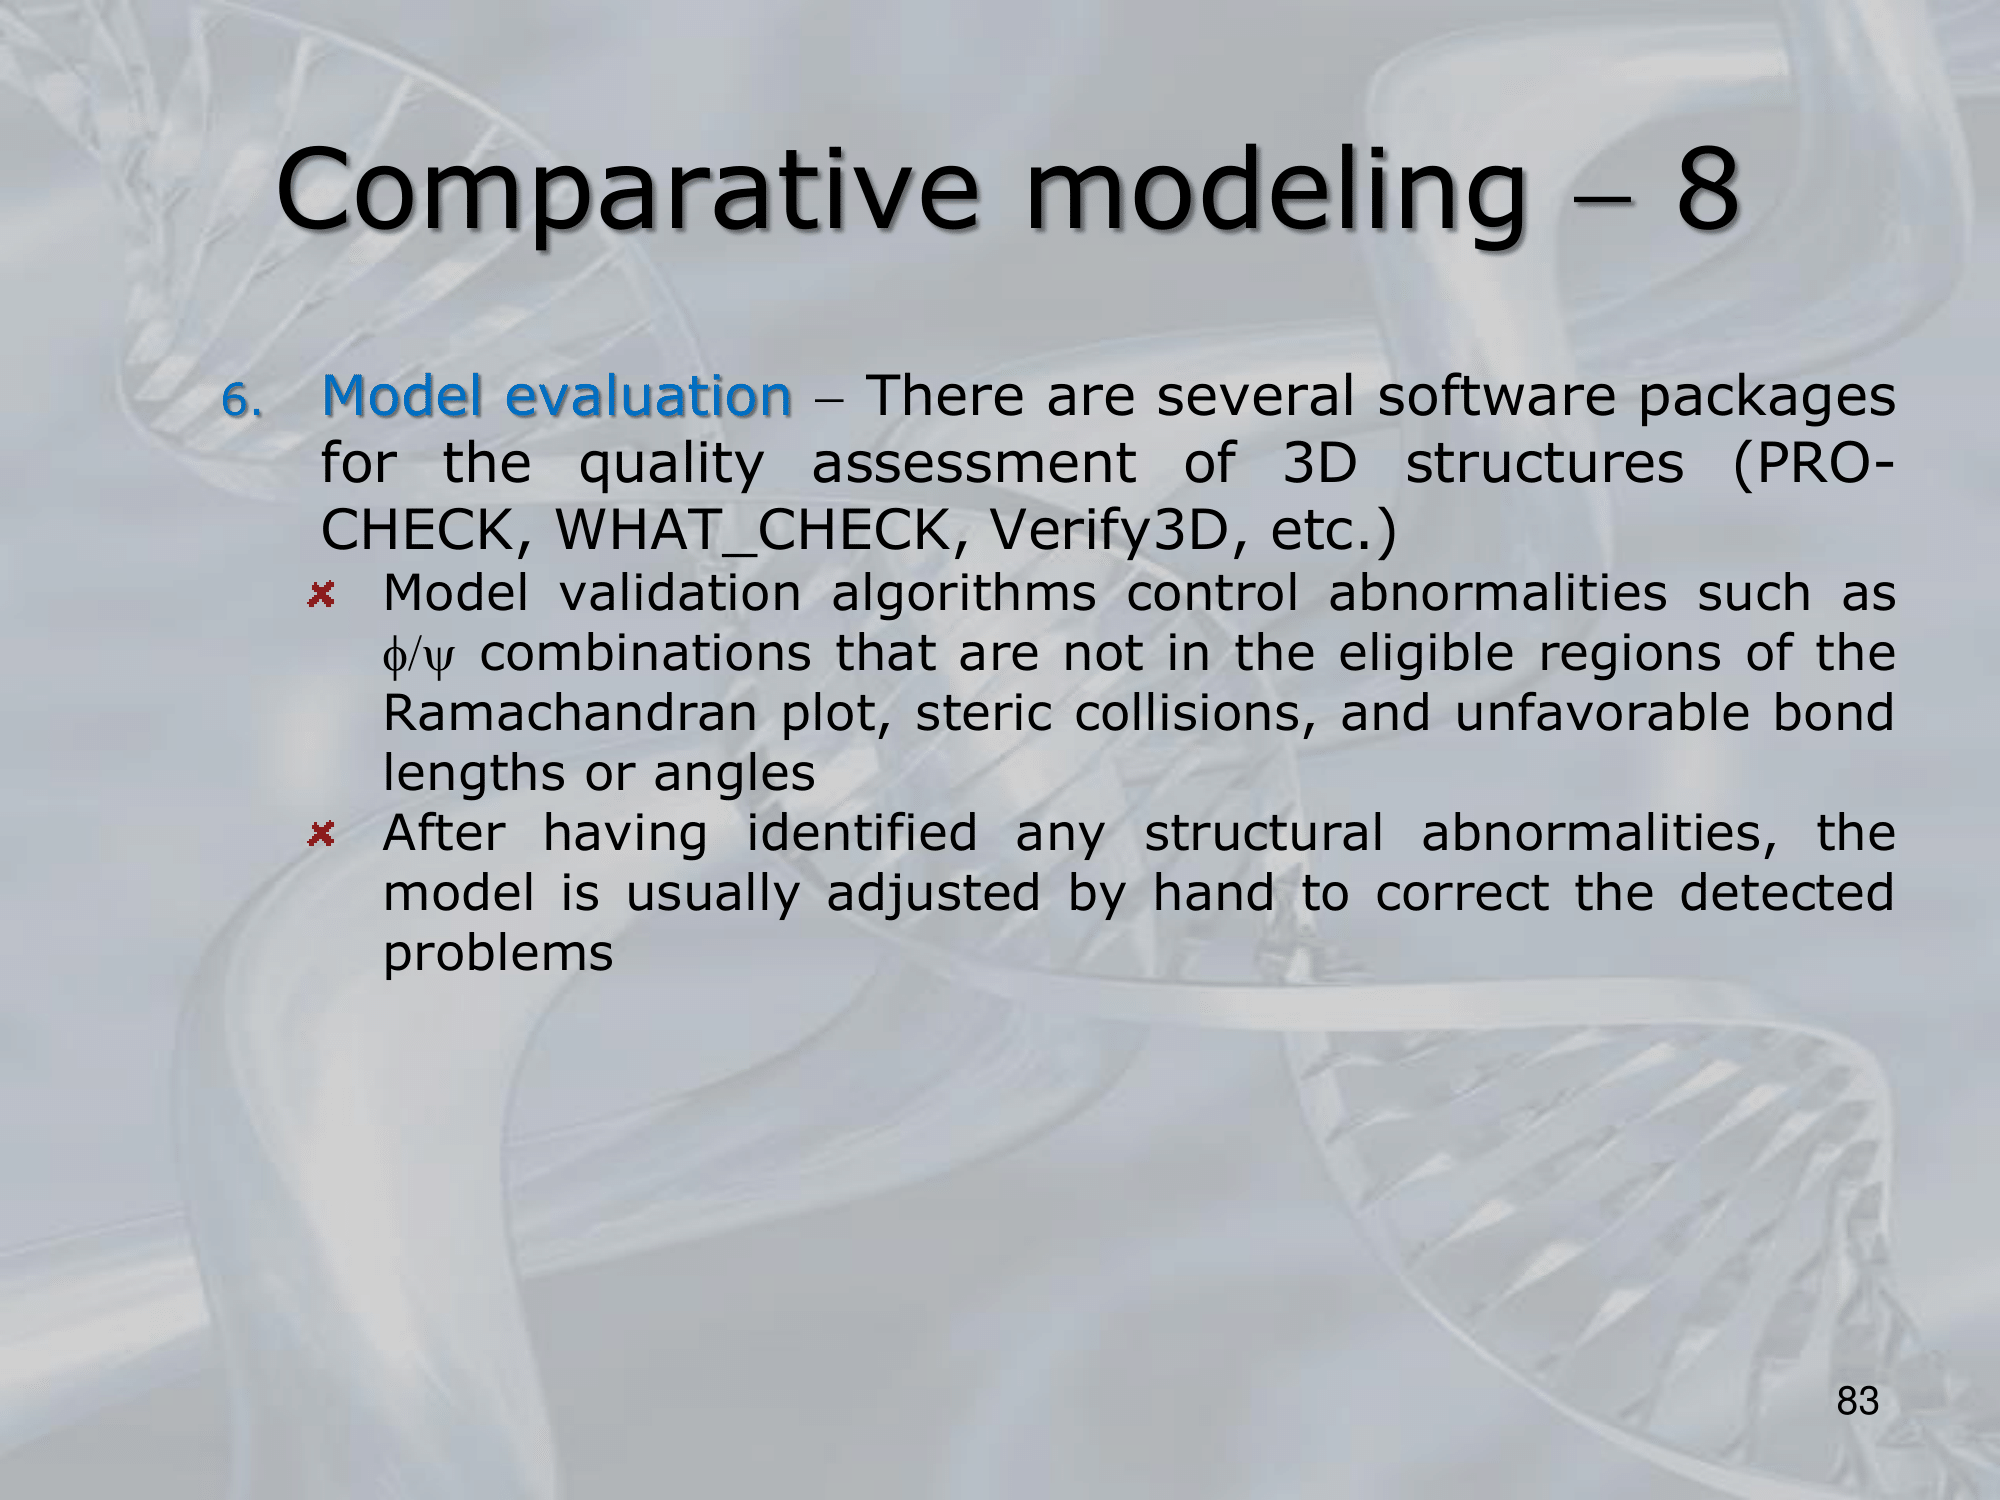 Comparative modeling – 8
6. Model evaluation – There are several software packages
for the quality assessment of 3D structures (PRO-
CHECK, WHAT_CHECK, Verify3D, etc.)
Model validation algorithms control abnormalities such as
ϕ/ψ combinations that are not in the eligible regions of the
Ramachandran plot, steric collisions, and unfavorable bond
lengths or angles
After having identified any structural abnormalities, the
model is usually adjusted by hand to correct the detected
problems
83